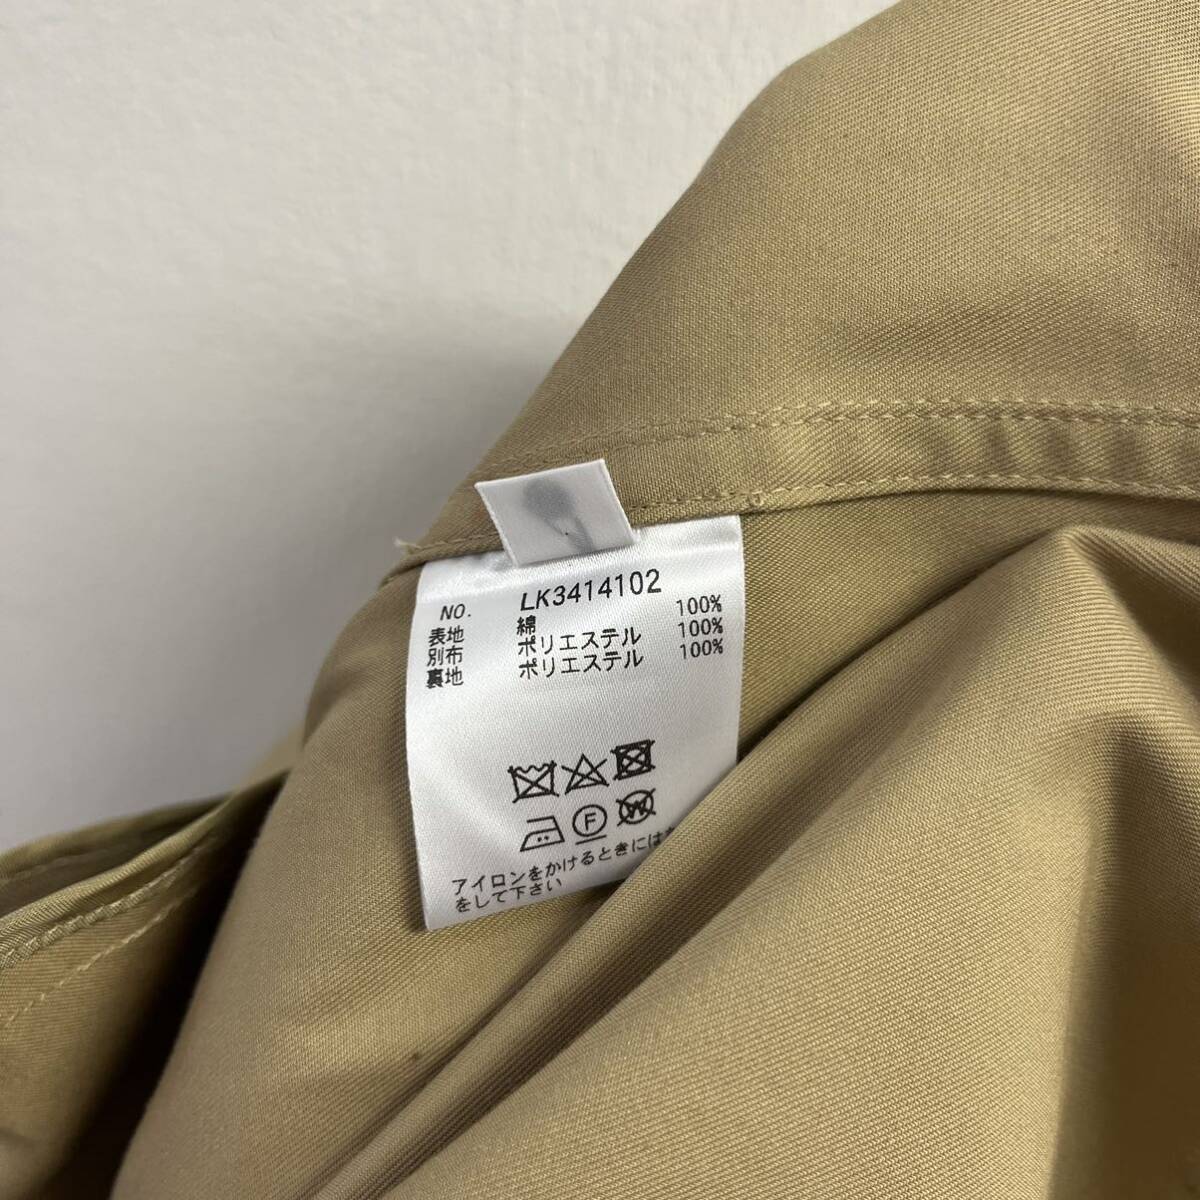 NO. LK3414102
表地 綿 100%
別布 ポリエステル 100%
裏地 ポリエステル 100%
F W
アイロンをかけるときには
をして下さい